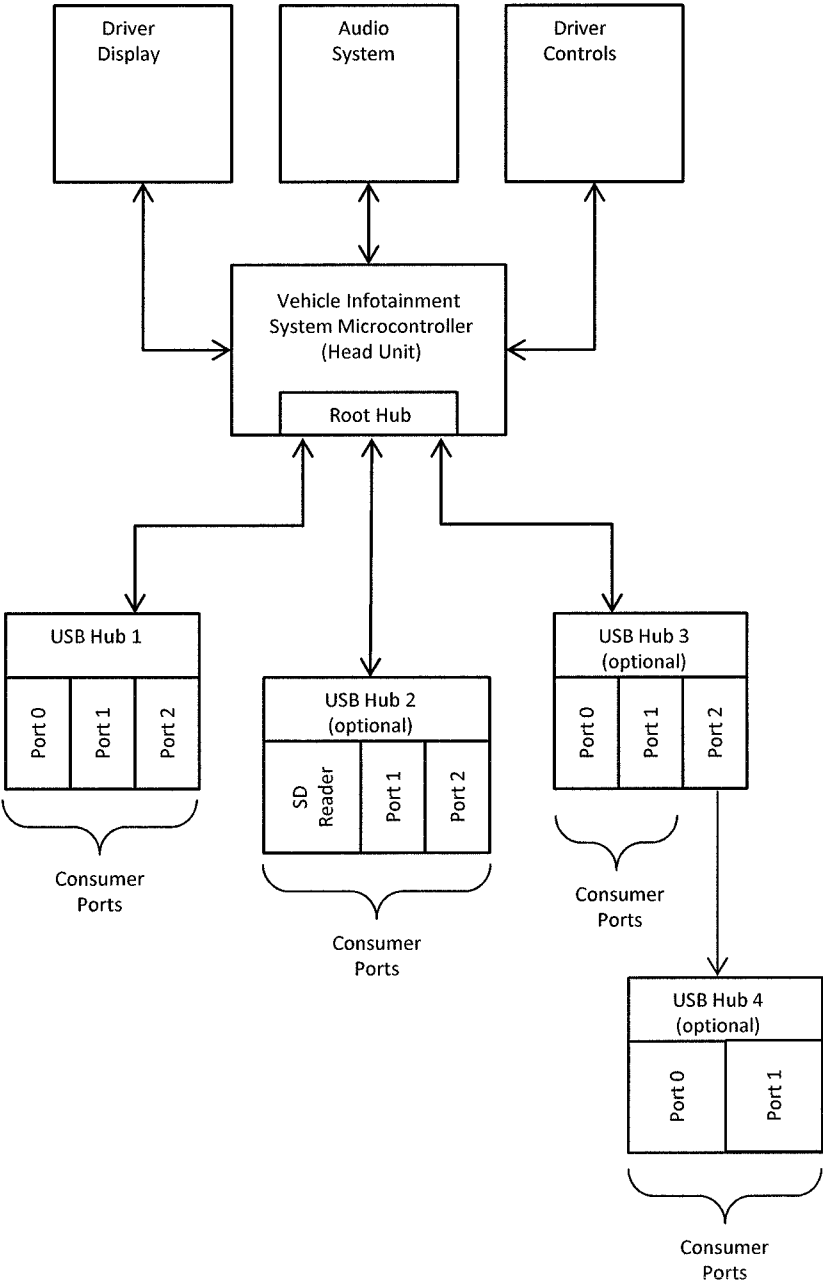 Driver
Display
Audio
System
Driver
Controls
Vehicle Infotainment
System Microcontroller
(Head Unit)
Root Hub
USB Hub 1
Port 0
Port 1
Port 2
Consumer
Ports
USB Hub 2
(optional)
SD
Reader
Port 1
Port 2
Consumer
Ports
USB Hub 3
(optional)
Port 0
Port 1
Port 2
Consumer
Ports
USB Hub 4
(optional)
Port 0
Port 1
Consumer
Ports